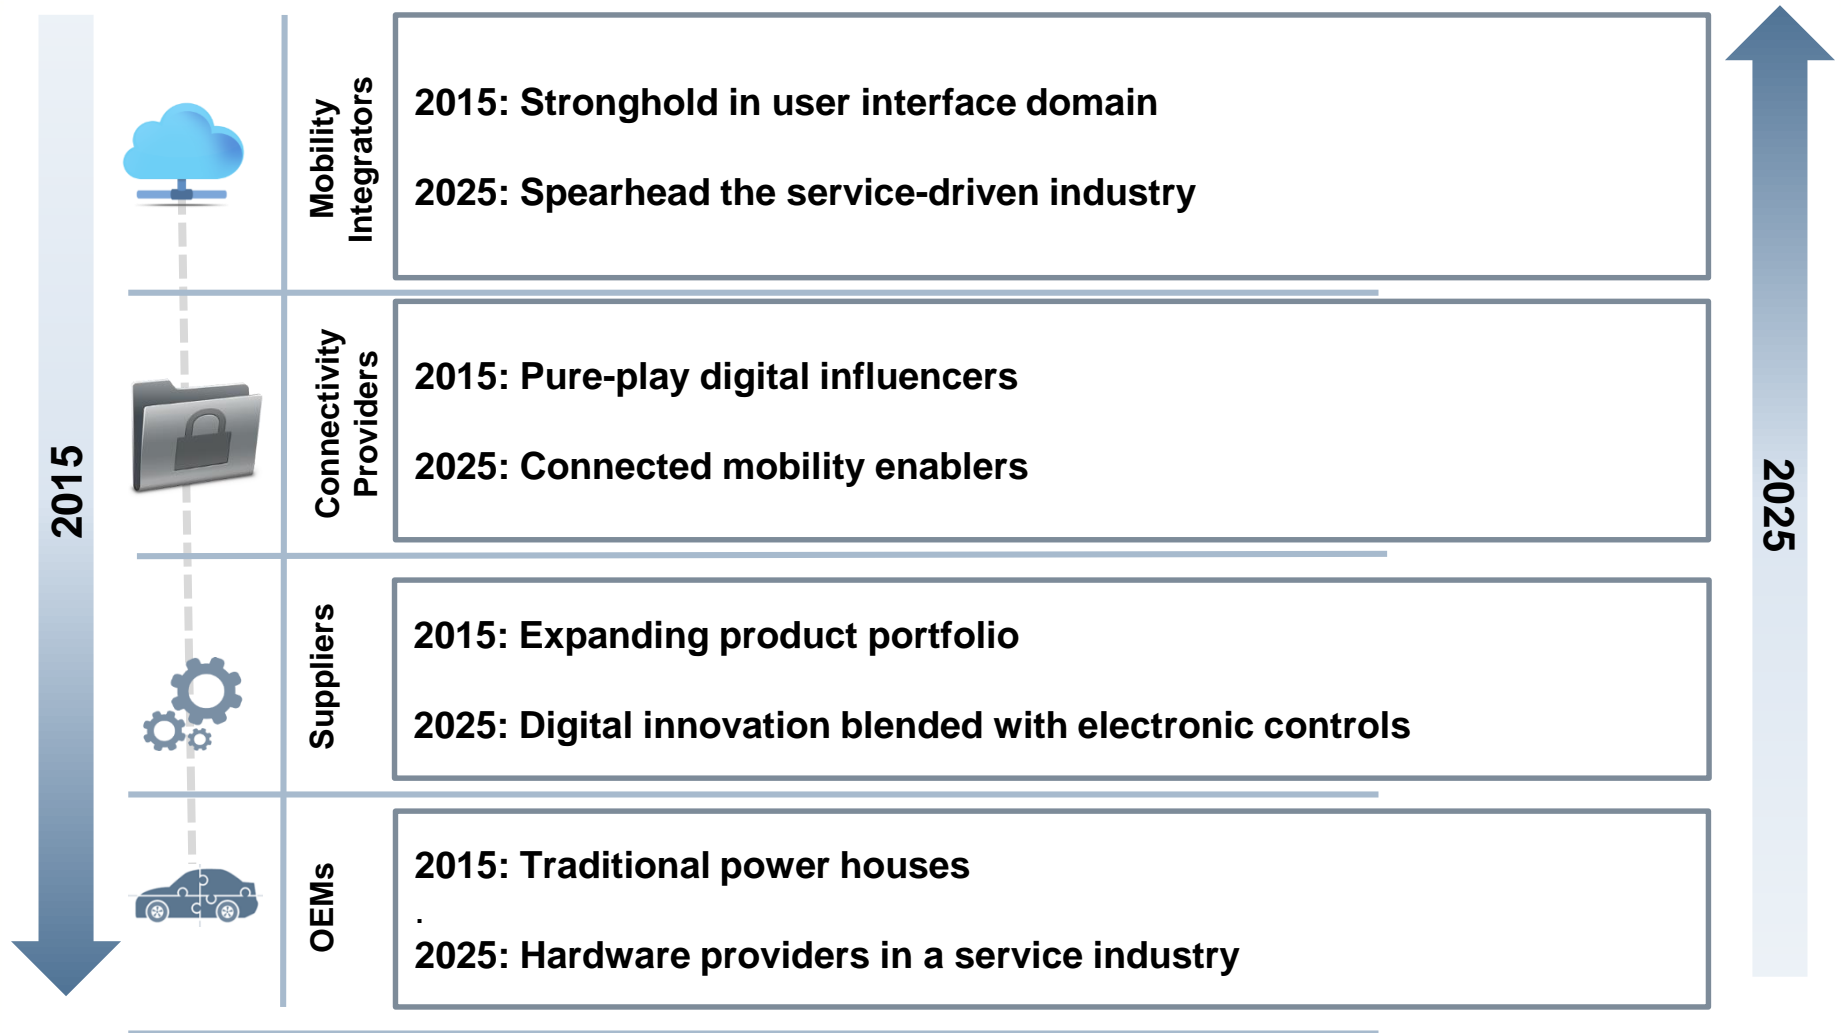 2015
Mobility
Integrators
2015: Stronghold in user interface domain
2025: Spearhead the service-driven industry
Connectivity
Providers
2015: Pure-play digital influencers
2025: Connected mobility enablers
Suppliers
2015: Expanding product portfolio
2025: Digital innovation blended with electronic controls
OEMs
2015: Traditional power houses
.
2025: Hardware providers in a service industry
2025